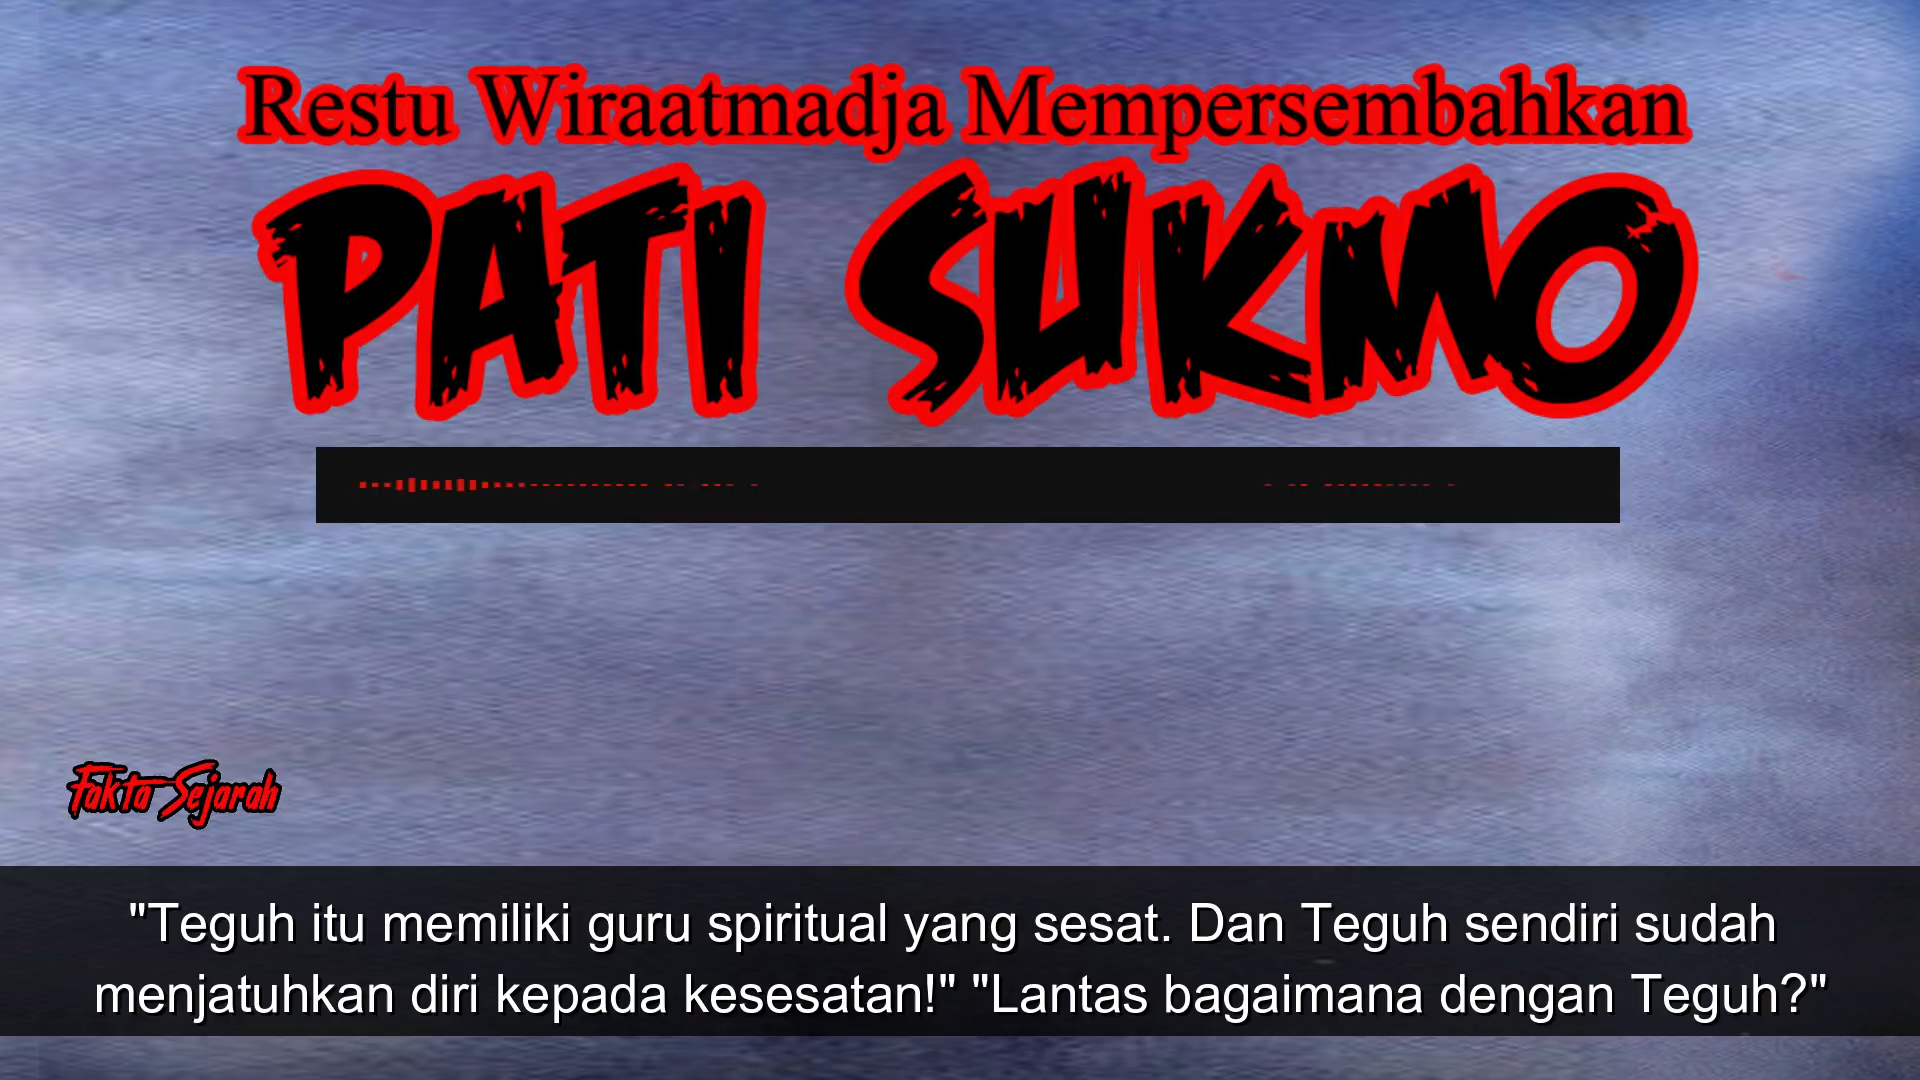 Restu Wiraatmadja Mempersembahkan
PATI SUKMO
Fakta Sejarah
"Teguh itu memiliki guru spiritual yang sesat. Dan Teguh sendiri sudah
menjatuhkan diri kepada kesesatan!" "Lantas bagaimana dengan Teguh?"